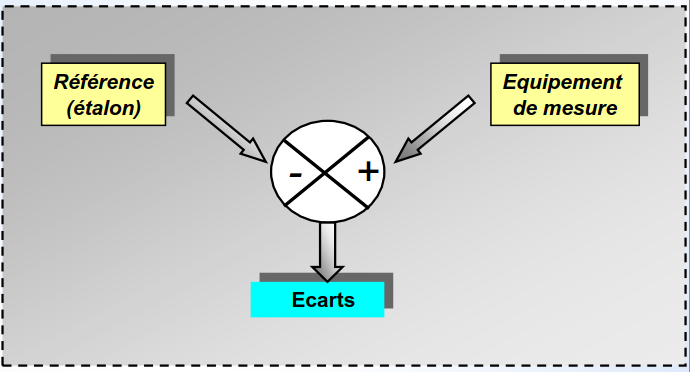 Référence
(étalon)
Equipement
de mesure
- +
Ecarts